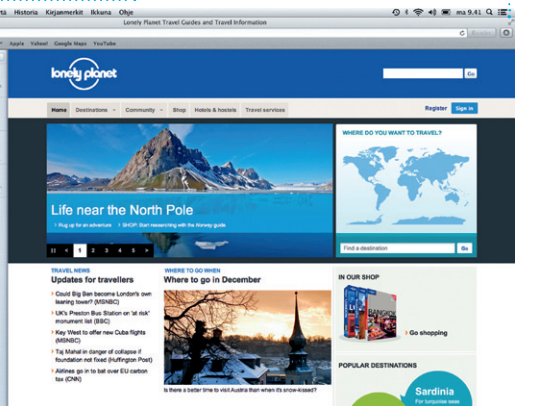 Historia Kirjanmerkit Ikkuna Ohje
ma 9.41
Lonely Planet Travel Guides and Travel Information
Apple Yahoo! Google Maps YouTube
lonely planet
Go
Home Destinations Community Shop Hotels & hostels Travel services
Register Sign in
WHERE DO YOU WANT TO TRAVEL?
Life near the North Pole
Rug up for an adventure SHOP: Start researching with the Norway guide
1 2 3 4 5
Find a destination Go
TRAVEL NEWS
Updates for travellers
Could Big Ben become London's own
leaning tower? (MSNBC)
UK's Preston Bus Station on 'at risk'
monument list (BBC)
Key West to offer new Cuba flights
(MSNBC)
Taj Mahal in danger of collapse if
foundation not fixed (Huffington Post)
Airlines go in to bat over EU carbon
tax (CNN)
WHERE TO GO WHEN
Where to go in December
Is there a better time to visit Austria than when it's snow-kissed?
IN OUR SHOP
BANGKOK
Go shopping
POPULAR DESTINATIONS
Sardinia
For turquoise seas